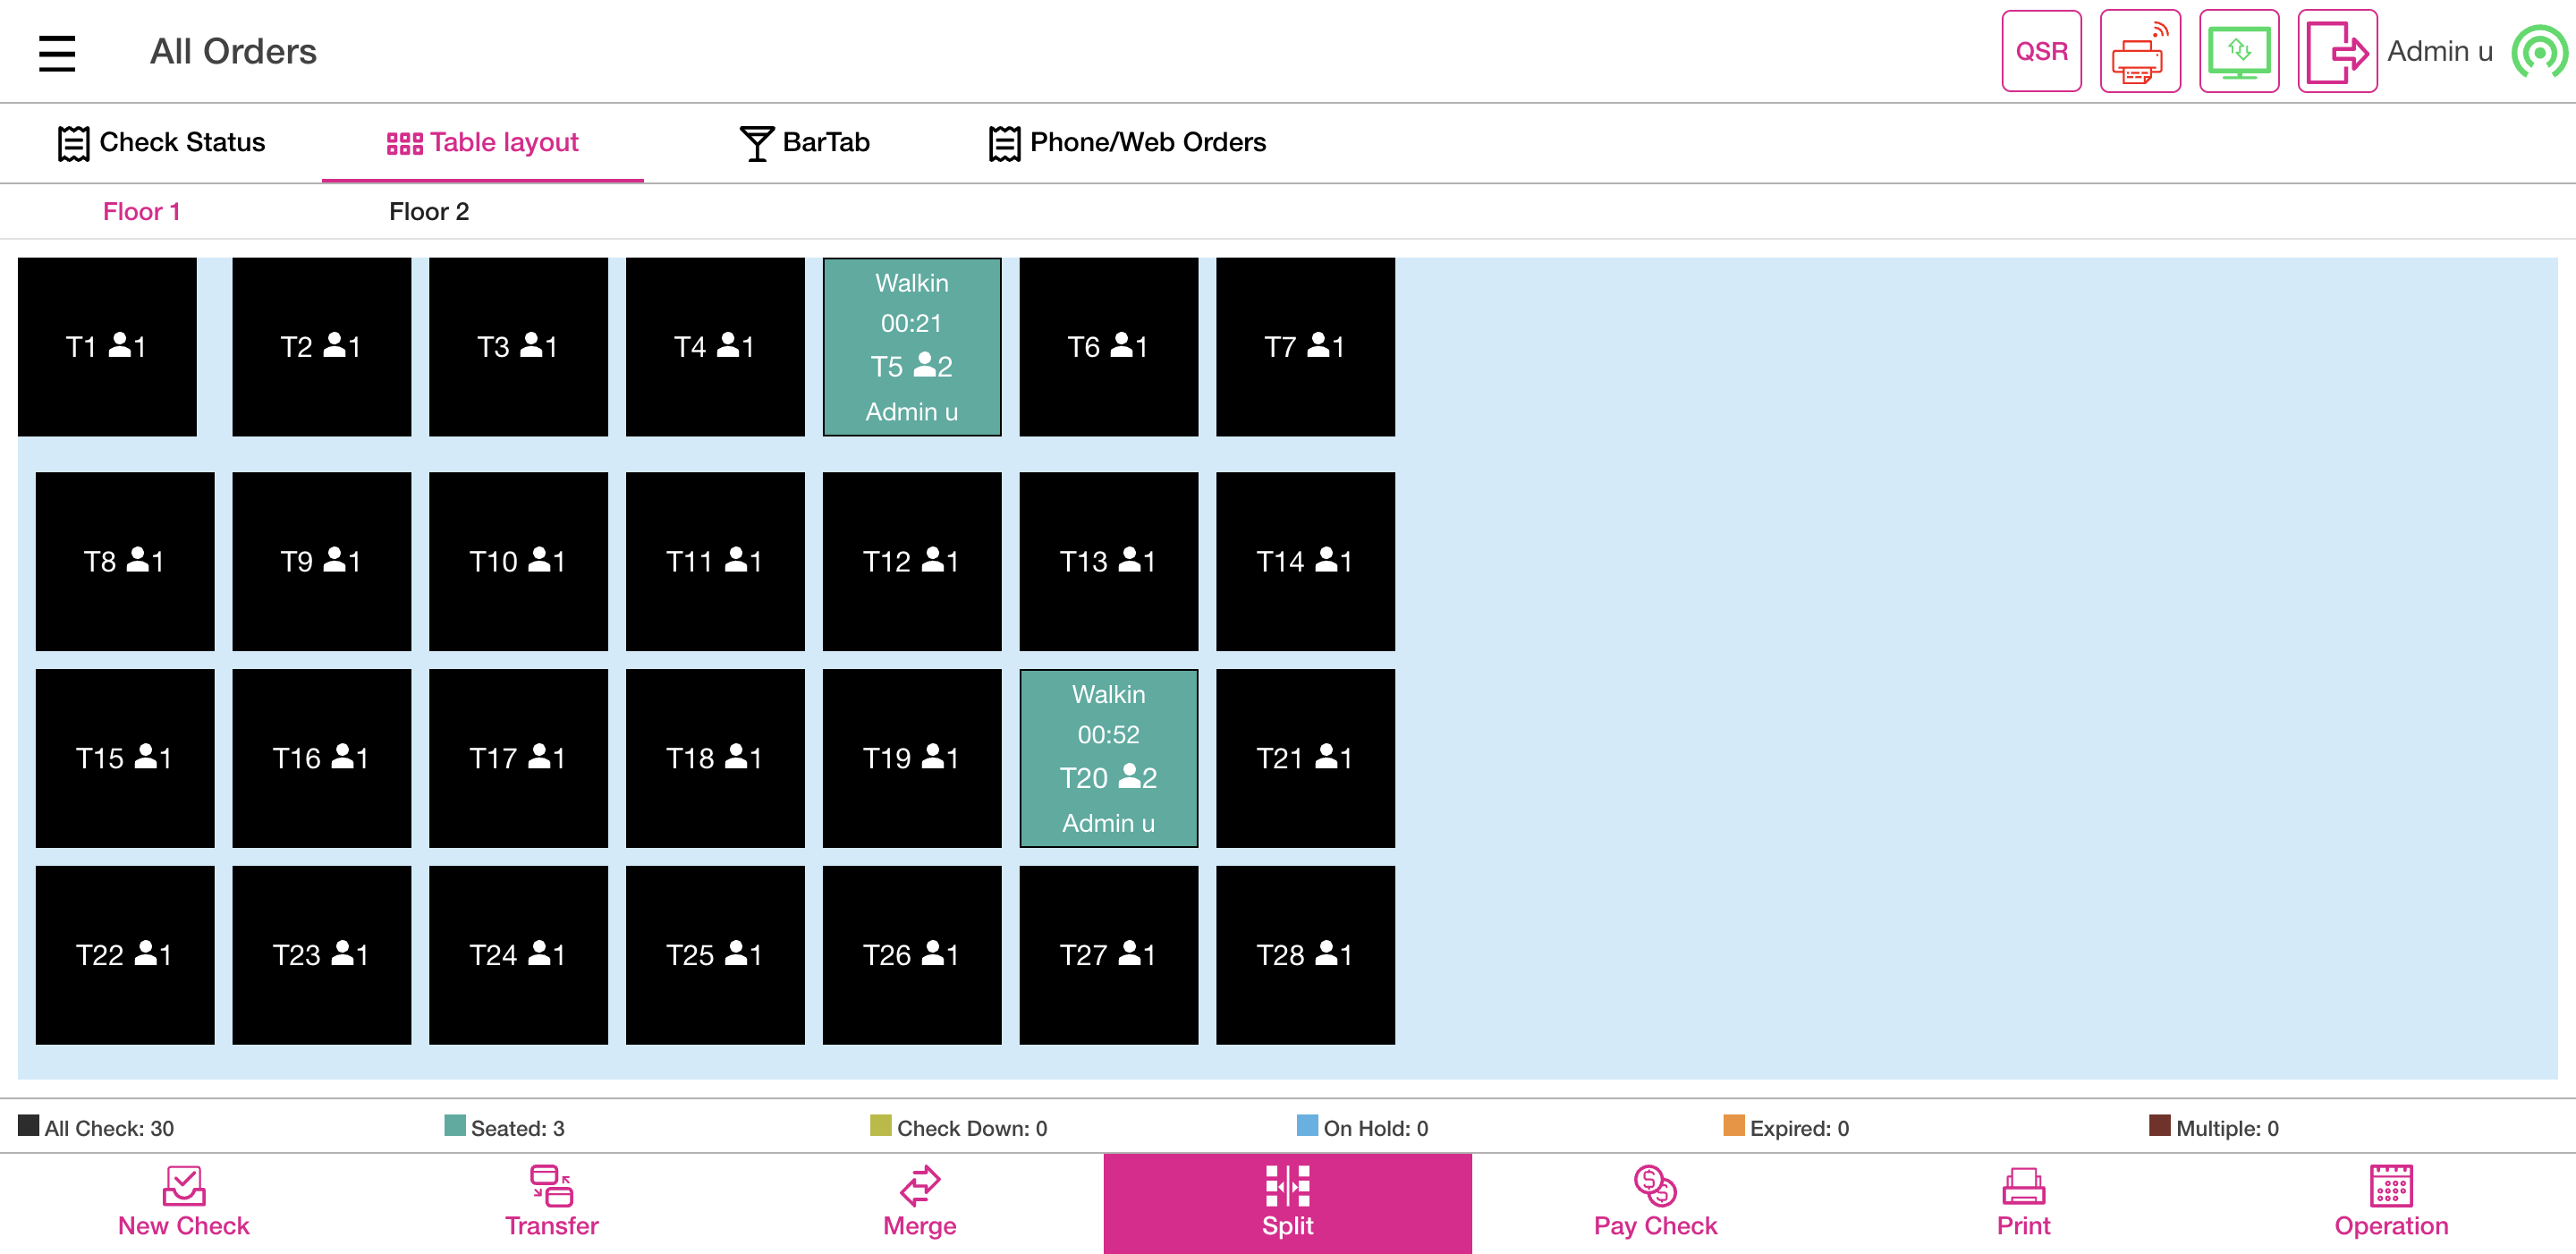 All Orders
QSR
Admin u
Check Status
Table layout
BarTab
Phone/Web Orders
Floor 1
Floor 2
T1 1
T2 1
T3 1
T4 1
Walkin
00:21
T5 2
Admin u
T6 1
T7 1
T8 1
T9 1
T10 1
T11 1
T12 1
T13 1
T14 1
T15 1
T16 1
T17 1
T18 1
T19 1
Walkin
00:52
T20 2
Admin u
T21 1
T22 1
T23 1
T24 1
T25 1
T26 1
T27 1
T28 1
All Check: 30
Seated: 3
Check Down: 0
On Hold: 0
Expired: 0
Multiple: 0
New Check
Transfer
Merge
Split
Pay Check
Print
Operation